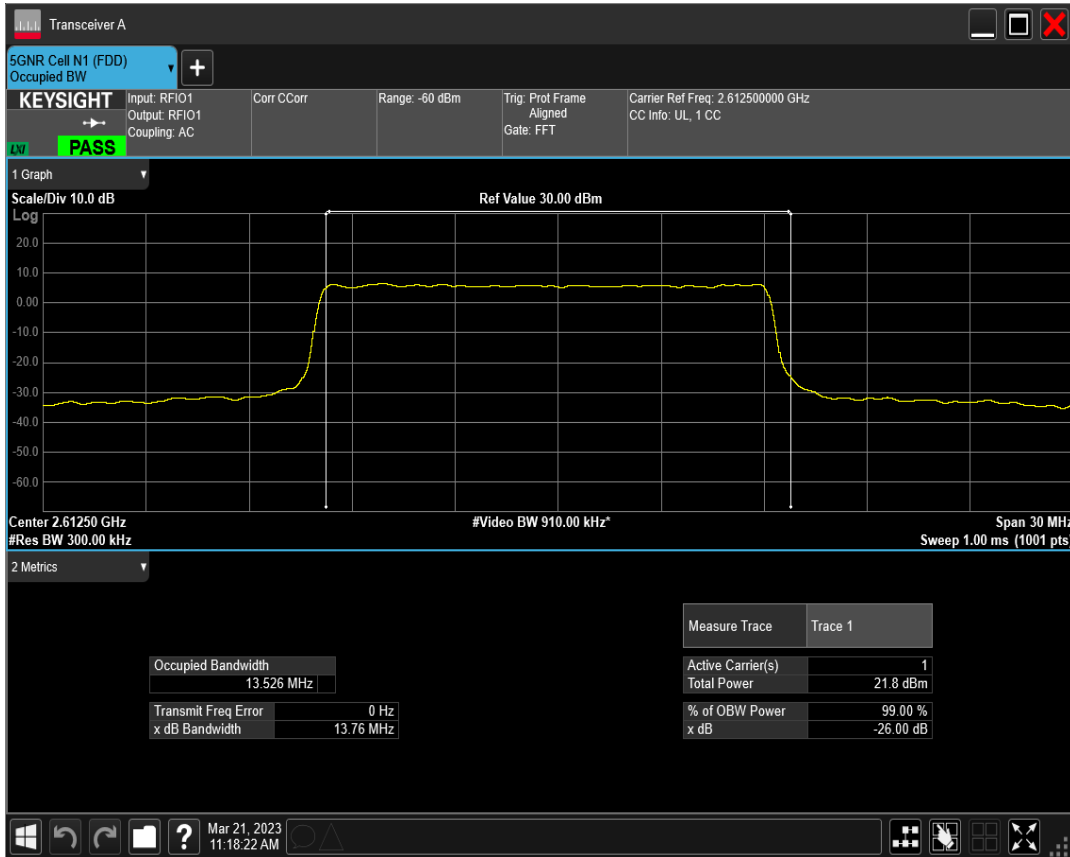 Transceiver A
5GNR Cell N1 (FDD)
Occupied BW
+
KEYSIGHT
LXI
PASS
Input: RFIO1
Output: RFIO1
Coupling: AC
Corr CCorr
Range: -60 dBm
Trig: Prot Frame
Aligned
Gate: FFT
Carrier Ref Freq: 2.612500000 GHz
CC Info: UL, 1 CC
1 Graph
Scale/Div 10.0 dB
Ref Value 30.00 dBm
Log
20.0
10.0
0.00
-10.0
-20.0
-30.0
-40.0
-50.0
-60.0
Center 2.61250 GHz
#Video BW 910.00 kHz*
Span 30 MHz
#Res BW 300.00 kHz
Sweep 1.00 ms (1001 pts)
2 Metrics
Measure Trace Trace 1
Occupied Bandwidth
13.526 MHz
Active Carrier(s) 1
Total Power 21.8 dBm
Transmit Freq Error 0 Hz
x dB Bandwidth 13.76 MHz
% of OBW Power 99.00 %
x dB -26.00 dB
?
Mar 21, 2023
11:18:22 AM